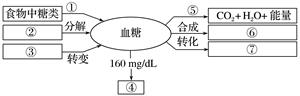 食物中糖类 ① ⑤ CO₂+H₂O+能量
② 分解 血糖 合成 ⑥
③ 转变 转化 ⑦
160 mg/dL
④